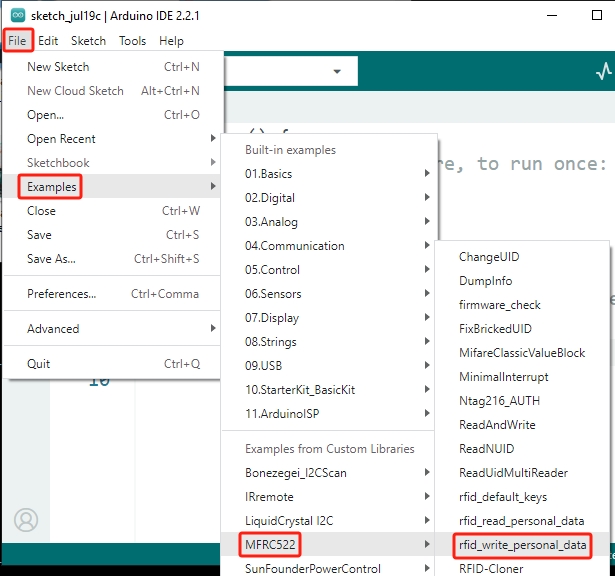 sketch_jul19c | Arduino IDE 2.2.1
File Edit Sketch Tools Help
New Sketch Ctrl+N
New Cloud Sketch Alt+Ctrl+N
Open... Ctrl+O
Open Recent
Sketchbook
Examples
Close Ctrl+W
Save Ctrl+S
Save As... Ctrl+Shift+S
Preferences... Ctrl+Comma
Advanced
Quit Ctrl+Q
10
() {
re, to run once:
Built-in examples
01.Basics
02.Digital
03.Analog
04.Communication
05.Control
06.Sensors
07.Display
08.Strings
09.USB
10.StarterKit_BasicKit
11.ArduinoISP
Examples from Custom Libraries
Bonezegei_I2CScan
IRremote
LiquidCrystal I2C
MFRC522
SunFounderPowerControl
ChangeUID
DumpInfo
firmware_check
FixBrickedUID
MifareClassicValueBlock
MinimalInterrupt
Ntag216_AUTH
ReadAndWrite
ReadNUID
ReadUidMultiReader
rfid_default_keys
rfid_read_personal_data
rfid_write_personal_data
RFID-Cloner